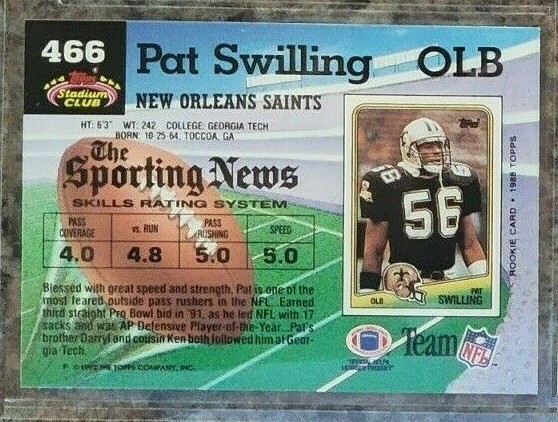 466
Topps
Stadium
CLUB
Pat Swilling OLB
NEW ORLEANS SAINTS
HT: 6'3" WT: 242 COLLEGE: GEORGIA TECH
BORN: 10-25-64, TOCCOA, GA
The
Sporting News
SKILLS RATING SYSTEM
PASS COVERAGE vs. RUN PASS RUSHING SPEED
4.0 4.8 5.0 5.0
Blessed with great speed and strength, Pat is one of the
most feared outside pass rushers in the NFL. Earned
third straight Pro Bowl bid in '91, as he led NFL with 17
sacks and was AP Defensive Player-of-the-Year...Pat's
brother Darryl and cousin Ken both followed him at Geor-
gia Tech.
F © 1992 THE TOPPS COMPANY, INC.
Topps
56
OLB
PAT
SWILLING
ROOKIE CARD • 1988 TOPPS
Team NFL